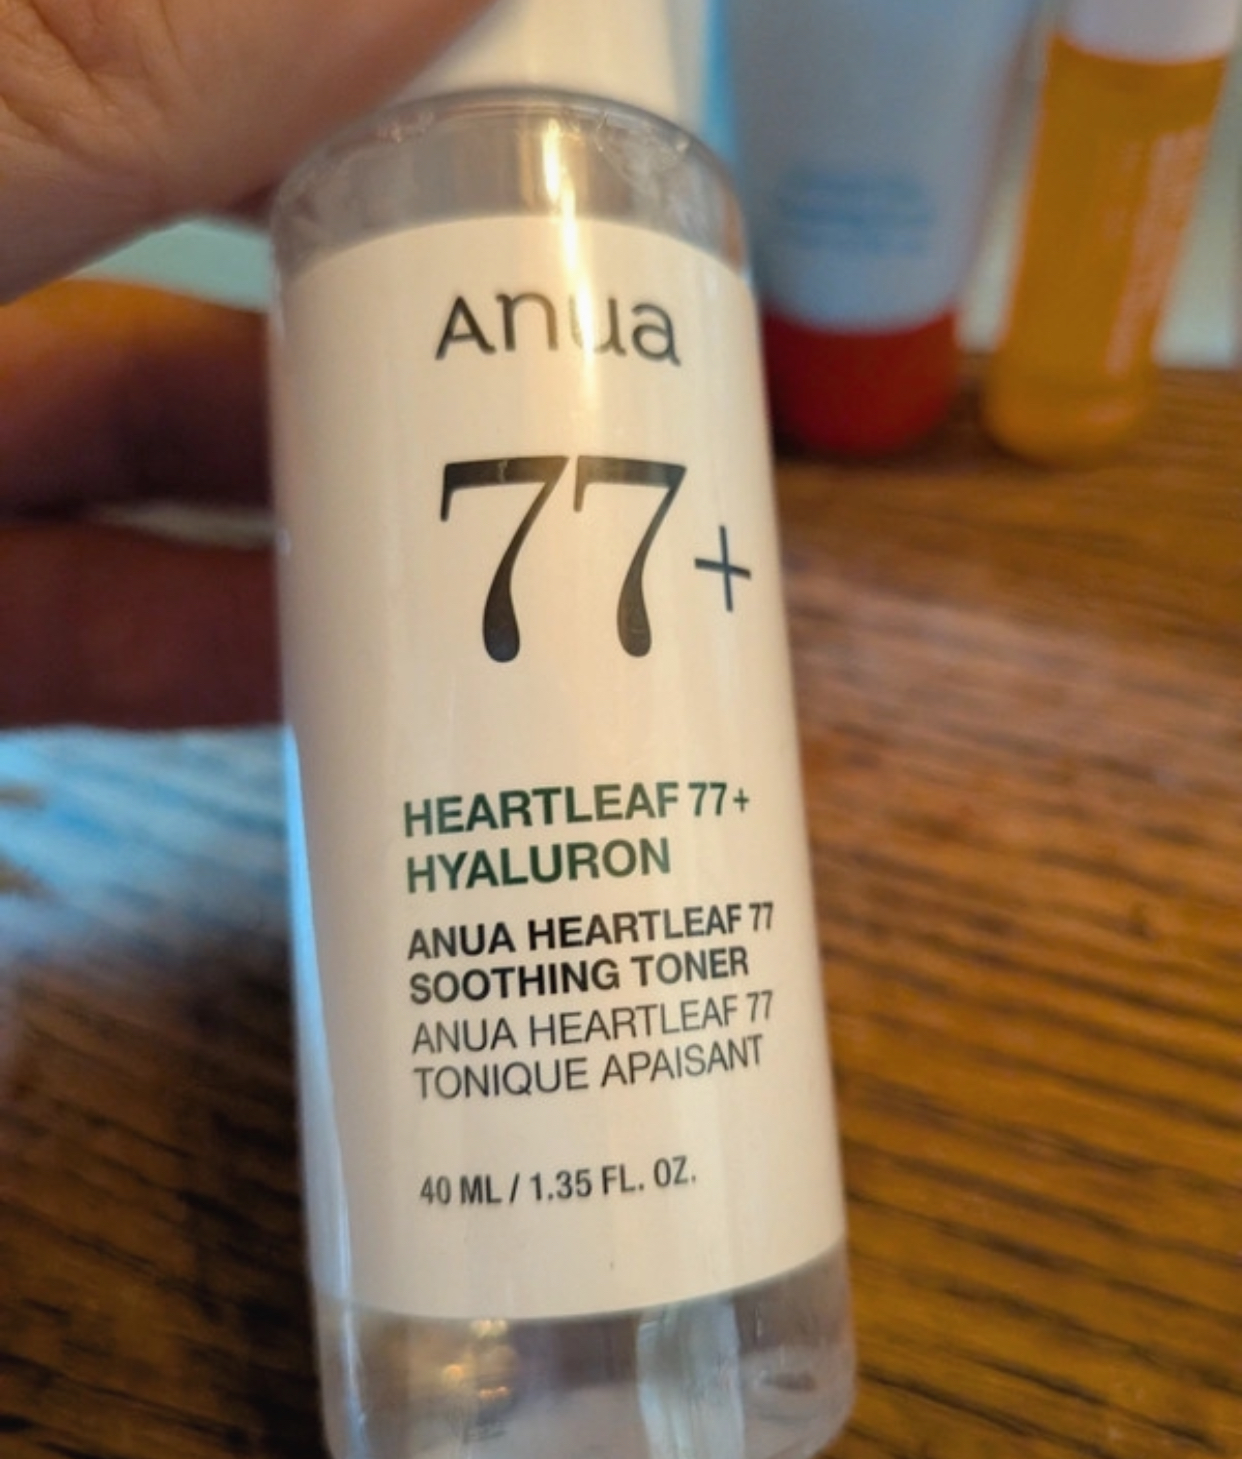 Anua
77+
HEARTLEAF 77+
HYALURON
ANUA HEARTLEAF 77
SOOTHING TONER
ANUA HEARTLEAF 77
TONIQUE APAISANT
40 ML / 1.35 FL. OZ.